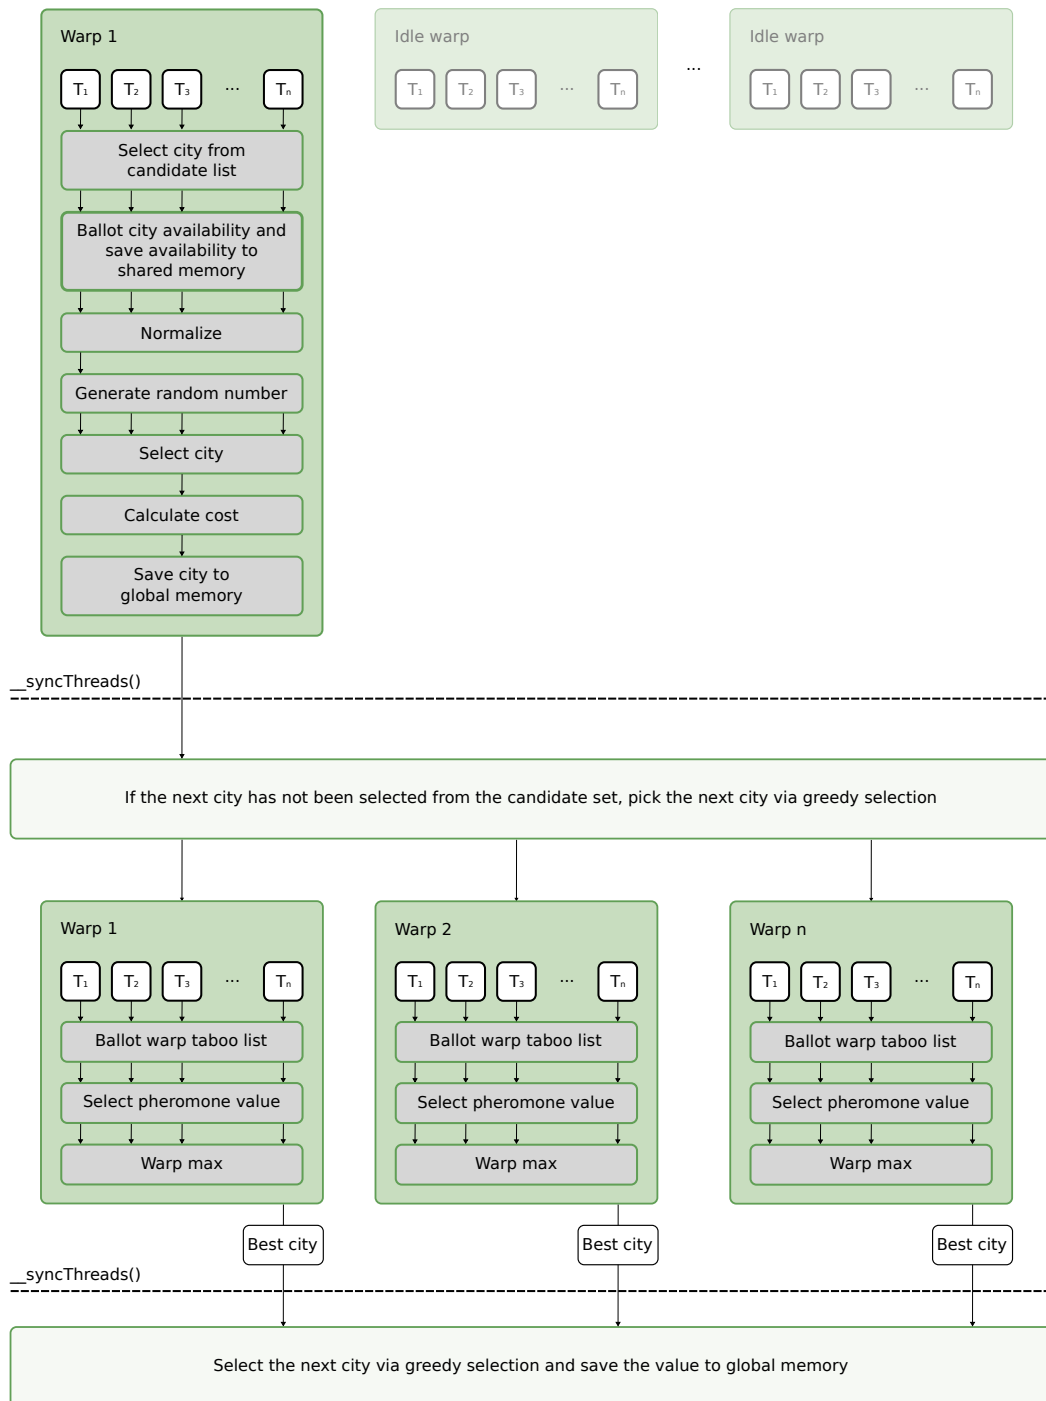 Warp 1
T₁ T₂ T₃ ... Tₙ
Select city from
candidate list
Ballot city availability and
save availability to
shared memory
Normalize
Generate random number
Select city
Calculate cost
Save city to
global memory
Idle warp
T₁ T₂ T₃ ... Tₙ
...
Idle warp
T₁ T₂ T₃ ... Tₙ
__syncThreads()
If the next city has not been selected from the candidate set, pick the next city via greedy selection
Warp 1
T₁ T₂ T₃ ... Tₙ
Ballot warp taboo list
Select pheromone value
Warp max
Best city
Warp 2
T₁ T₂ T₃ ... Tₙ
Ballot warp taboo list
Select pheromone value
Warp max
Best city
Warp n
T₁ T₂ T₃ ... Tₙ
Ballot warp taboo list
Select pheromone value
Warp max
Best city
__syncThreads()
Select the next city via greedy selection and save the value to global memory